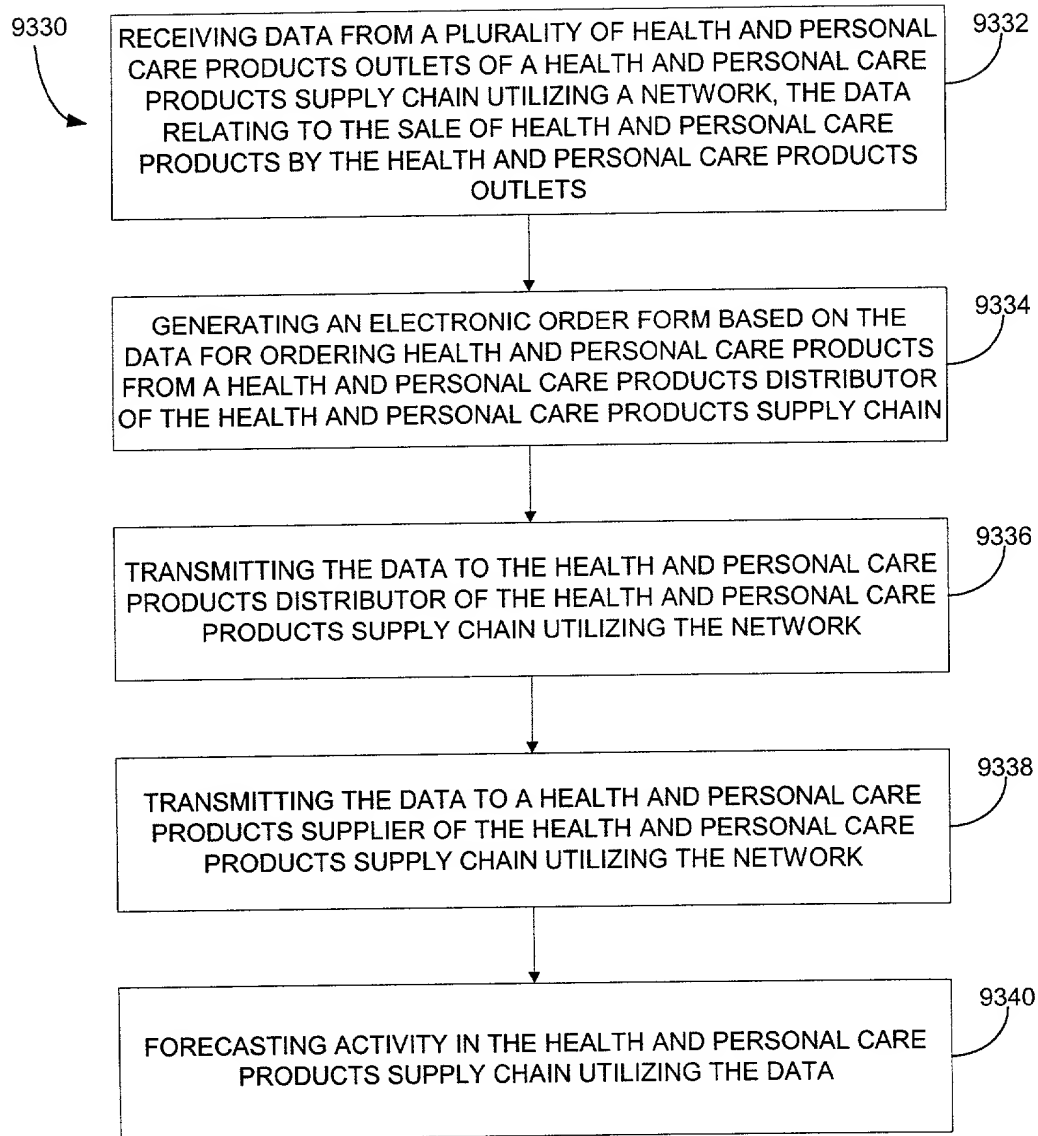 9330
RECEIVING DATA FROM A PLURALITY OF HEALTH AND PERSONAL
CARE PRODUCTS OUTLETS OF A HEALTH AND PERSONAL CARE
PRODUCTS SUPPLY CHAIN UTILIZING A NETWORK, THE DATA
RELATING TO THE SALE OF HEALTH AND PERSONAL CARE
PRODUCTS BY THE HEALTH AND PERSONAL CARE PRODUCTS
OUTLETS
9332
GENERATING AN ELECTRONIC ORDER FORM BASED ON THE
DATA FOR ORDERING HEALTH AND PERSONAL CARE PRODUCTS
FROM A HEALTH AND PERSONAL CARE PRODUCTS DISTRIBUTOR
OF THE HEALTH AND PERSONAL CARE PRODUCTS SUPPLY CHAIN
9334
TRANSMITTING THE DATA TO THE HEALTH AND PERSONAL CARE
PRODUCTS DISTRIBUTOR OF THE HEALTH AND PERSONAL CARE
PRODUCTS SUPPLY CHAIN UTILIZING THE NETWORK
9336
TRANSMITTING THE DATA TO A HEALTH AND PERSONAL CARE
PRODUCTS SUPPLIER OF THE HEALTH AND PERSONAL CARE
PRODUCTS SUPPLY CHAIN UTILIZING THE NETWORK
9338
FORECASTING ACTIVITY IN THE HEALTH AND PERSONAL CARE
PRODUCTS SUPPLY CHAIN UTILIZING THE DATA
9340